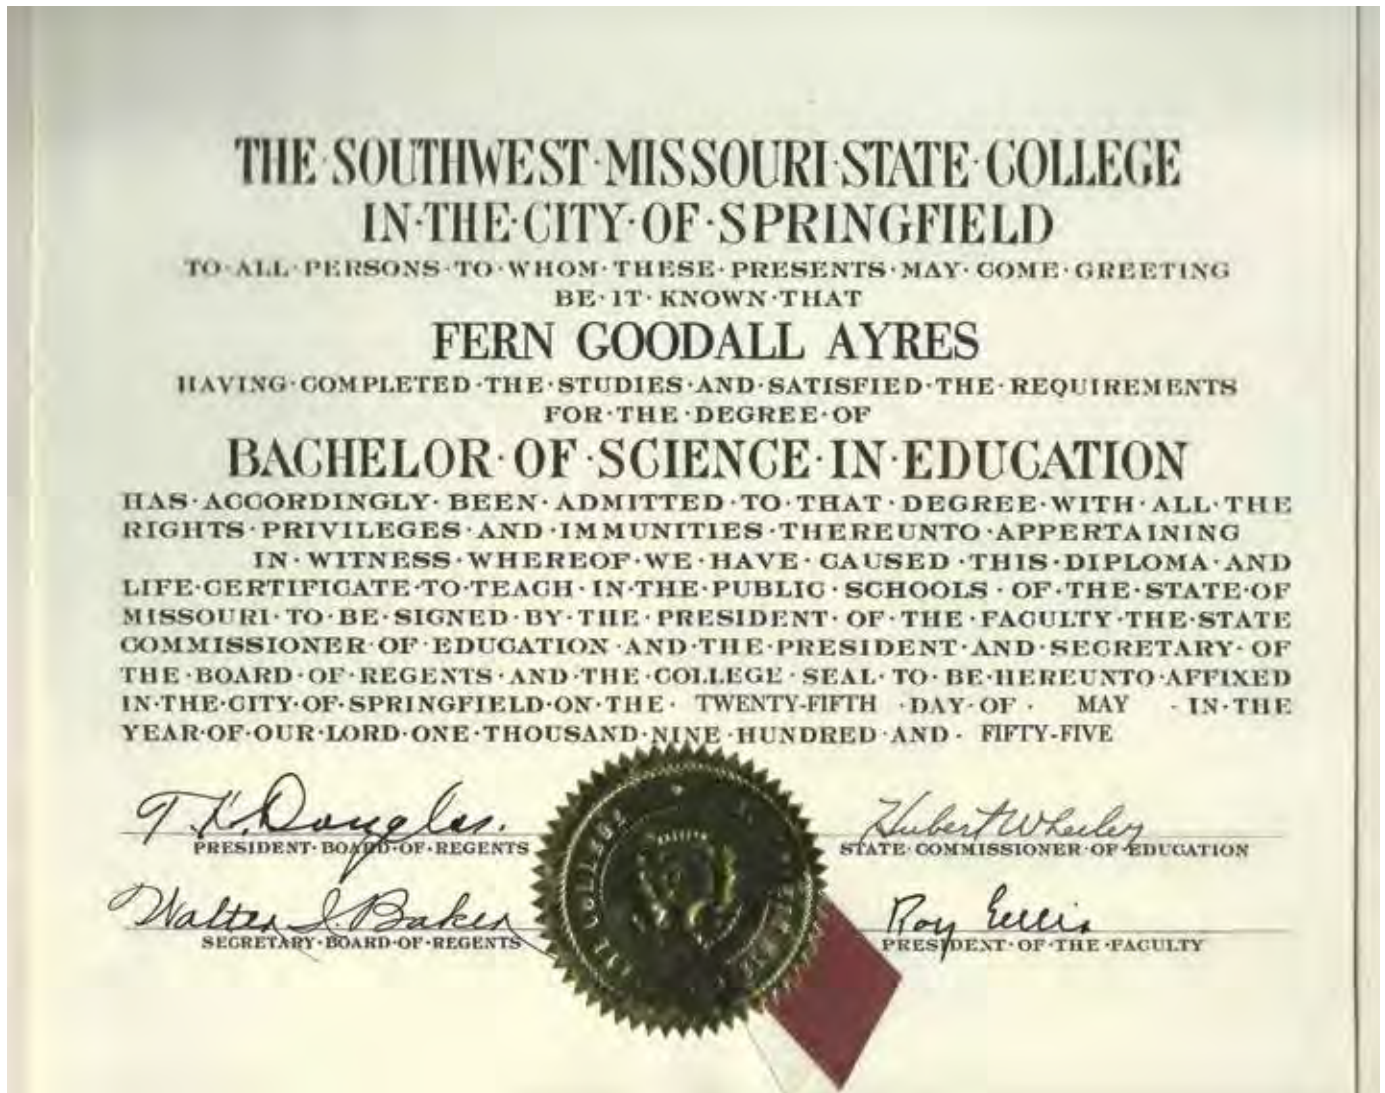 THE·SOUTHWEST·MISSOURI·STATE·COLLEGE
IN·THE·CITY·OF·SPRINGFIELD
TO·ALL·PERSONS·TO·WHOM·THESE·PRESENTS·MAY·COME·GREETING
BE·IT·KNOWN·THAT
FERN GOODALL AYRES
HAVING·COMPLETED·THE·STUDIES·AND·SATISFIED·THE·REQUIREMENTS
FOR·THE·DEGREE·OF
BACHELOR·OF·SCIENCE·IN·EDUCATION
HAS·ACCORDINGLY·BEEN·ADMITTED·TO·THAT·DEGREE·WITH·ALL·THE
RIGHTS·PRIVILEGES·AND·IMMUNITIES·THEREUNTO·APPERTAINING
IN·WITNESS·WHEREOF·WE·HAVE·CAUSED·THIS·DIPLOMA·AND
LIFE·CERTIFICATE·TO·TEACH·IN·THE·PUBLIC·SCHOOLS·OF·THE·STATE·OF
MISSOURI·TO·BE·SIGNED·BY·THE·PRESIDENT·OF·THE·FACULTY·THE·STATE
COMMISSIONER·OF·EDUCATION·AND·THE·PRESIDENT·AND·SECRETARY·OF
THE·BOARD·OF·REGENTS·AND·THE·COLLEGE·SEAL·TO·BE·HEREUNTO·AFFIXED
IN·THE·CITY·OF·SPRINGFIELD·ON·THE· TWENTY-FIFTH ·DAY·OF· MAY ·IN·THE
YEAR·OF·OUR·LORD·ONE·THOUSAND·NINE·HUNDRED·AND· FIFTY-FIVE
T. H. Douglas.
PRESIDENT·BOARD·OF·REGENTS
Hubert Wheeler
STATE·COMMISSIONER·OF·EDUCATION
Walter I. Baker
SECRETARY·BOARD·OF·REGENTS
Roy Ellis
PRESIDENT·OF·THE·FACULTY
COLLEGE